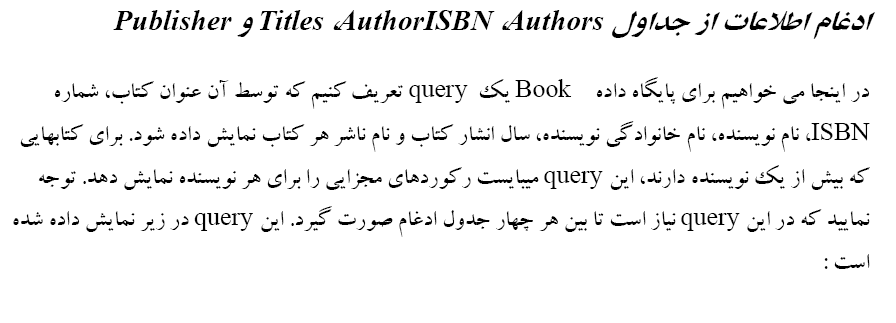 ادغام اطلاعات از جداول Authors، AuthorISBN، Titles و Publisher
در اینجا می خواهیم برای پایگاه داده Book یک query تعریف کنیم که توسط آن عنوان کتاب، شماره
ISBN، نام نویسنده، نام خانوادگی نویسنده، سال انشار کتاب و نام ناشر هر کتاب نمایش داده شود. برای کتابهایی
که بیش از یک نویسنده دارند، این query میبایست رکوردهای مجزایی را برای هر نویسنده نمایش دهد. توجه
نمایید که در این query نیاز است تا بین هر چهار جدول ادغام صورت گیرد. این query در زیر نمایش داده شده
است :